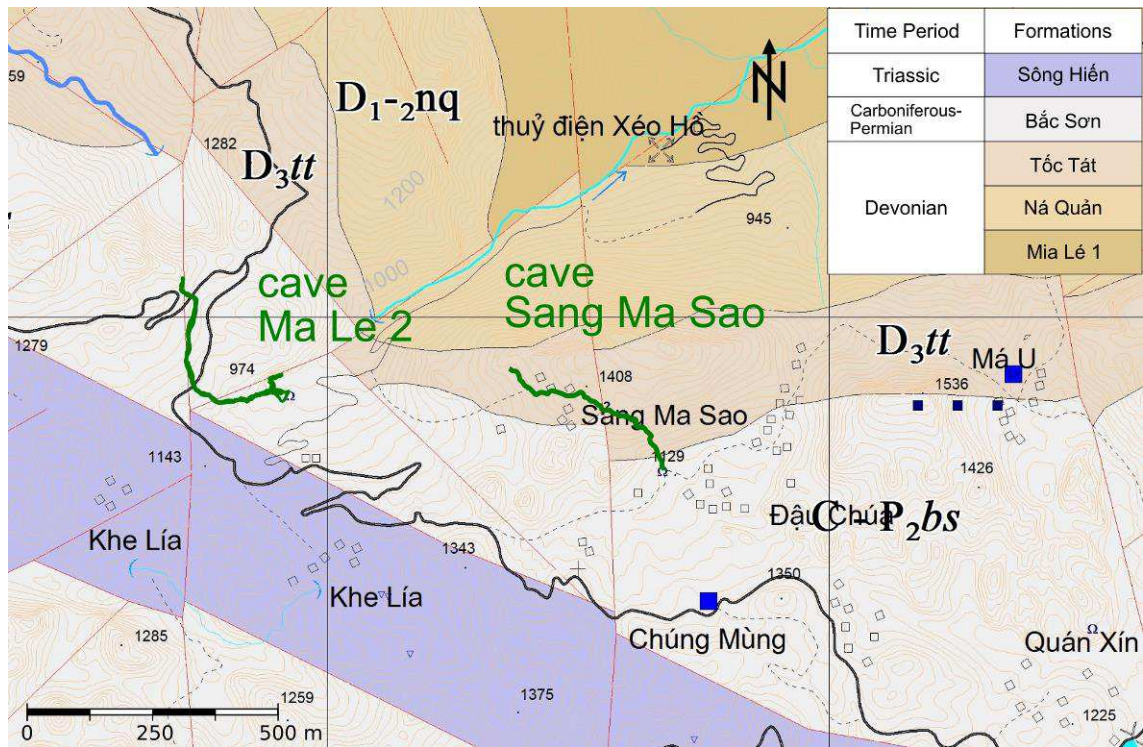 Time Period
Formations
Triassic
Sông Hiến
Carboniferous-
Permian
Bắc Sơn
Devonian
Tốc Tát
Ná Quản
Mia Lé 1
N
259
D₁-₂nq
thuỷ điện Xéo Hồ
1282
D₃tt
1200
945
1000
cave
Ma Le 2
cave
Sang Ma Sao
D₃tt
Má U
1279
974
1408
1536
Sảng Ma Sao
1143
1129
1426
Đậu Chúa
C - P₂bs
Khe Lía
1343
1350
Khe Lía
Chúng Mùng
Quán Xín
1285
1259
1375
1225
0 250 500 m